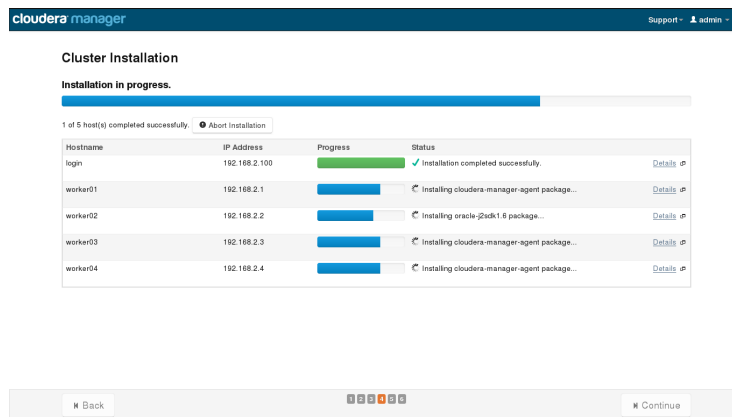 cloudera manager Support admin
Cluster Installation
Installation in progress.
1 of 5 host(s) completed successfully. Abort Installation
Hostname IP Address Progress Status
login 192.168.2.100 Installation completed successfully. Details
worker01 192.168.2.1 Installing cloudera-manager-agent package... Details
worker02 192.168.2.2 Installing oracle-j2sdk1.6 package... Details
worker03 192.168.2.3 Installing cloudera-manager-agent package... Details
worker04 192.168.2.4 Installing cloudera-manager-agent package... Details
Back 1 2 3 4 5 6 Continue